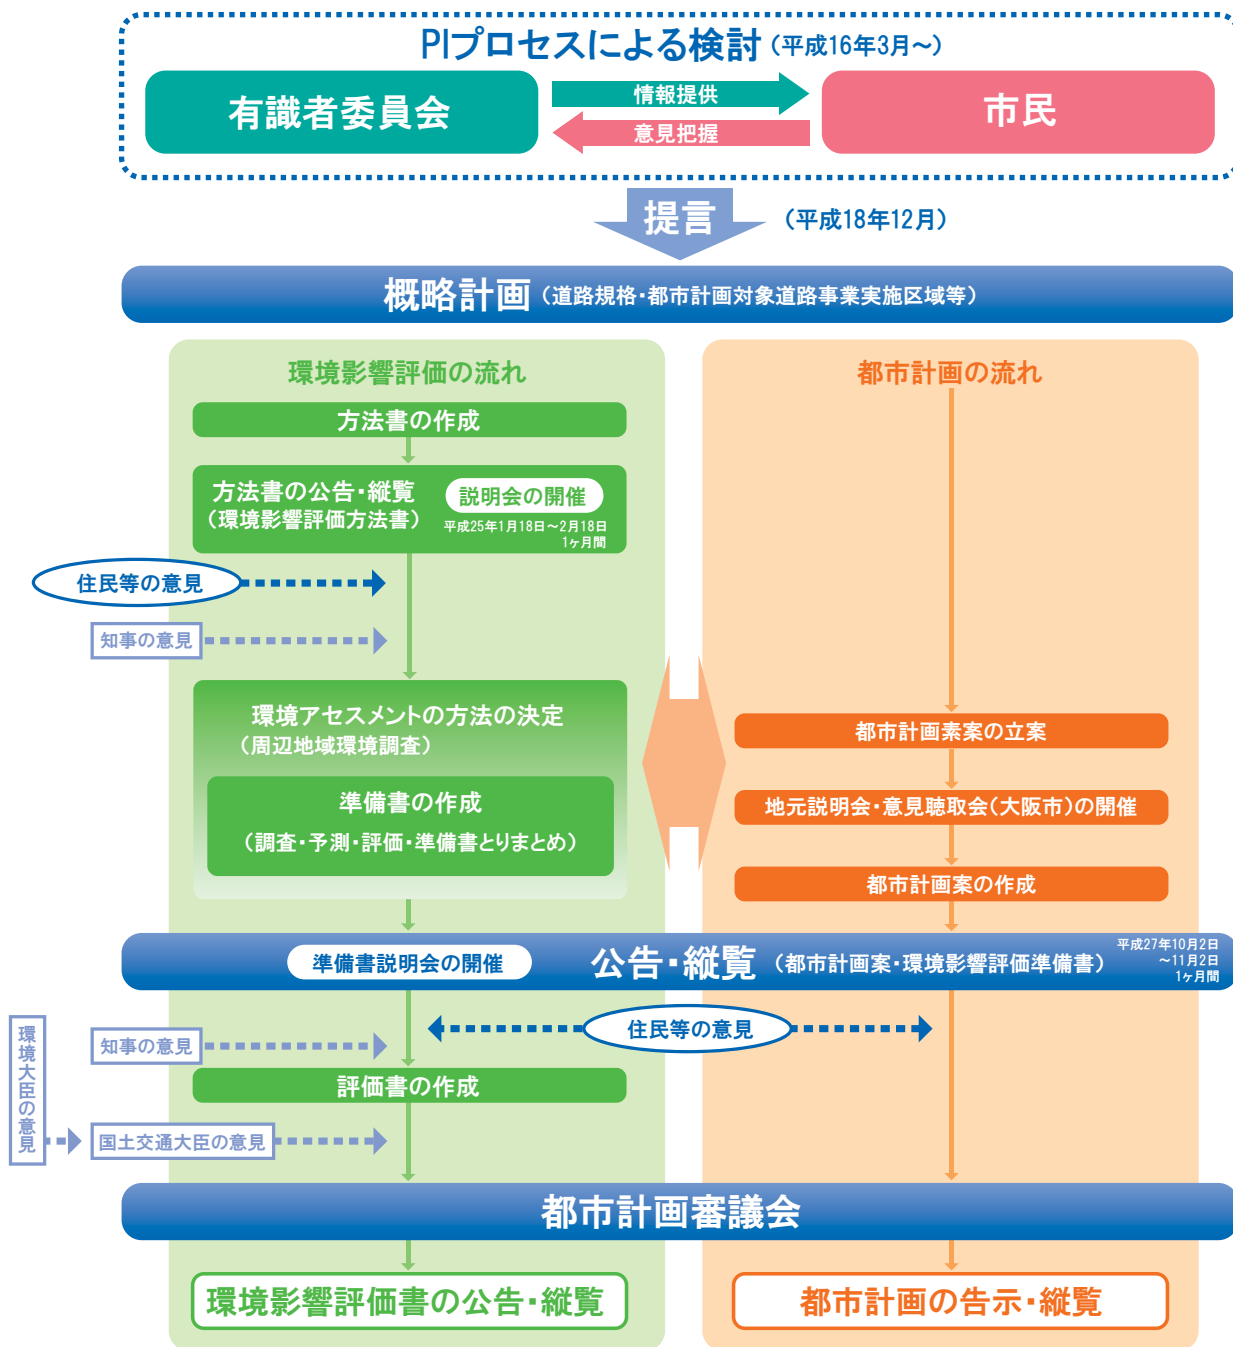 PIプロセスによる検討（平成16年3月～）
有識者委員会
情報提供
意見把握
市民
提言
（平成18年12月）
概略計画（道路規格・都市計画対象道路事業実施区域等）
環境影響評価の流れ
方法書の作成
方法書の公告・縦覧
（環境影響評価方法書）
説明会の開催
平成25年1月18日～2月18日
1ヶ月間
住民等の意見
知事の意見
環境アセスメントの方法の決定
（周辺地域環境調査）
準備書の作成
（調査・予測・評価・準備書とりまとめ）
都市計画の流れ
都市計画素案の立案
地元説明会・意見聴取会（大阪市）の開催
都市計画案の作成
準備書説明会の開催
公告・縦覧（都市計画案・環境影響評価準備書）
平成27年10月2日
～11月2日
1ヶ月間
住民等の意見
知事の意見
評価書の作成
環境大臣の意見
国土交通大臣の意見
都市計画審議会
環境影響評価書の公告・縦覧
都市計画の告示・縦覧